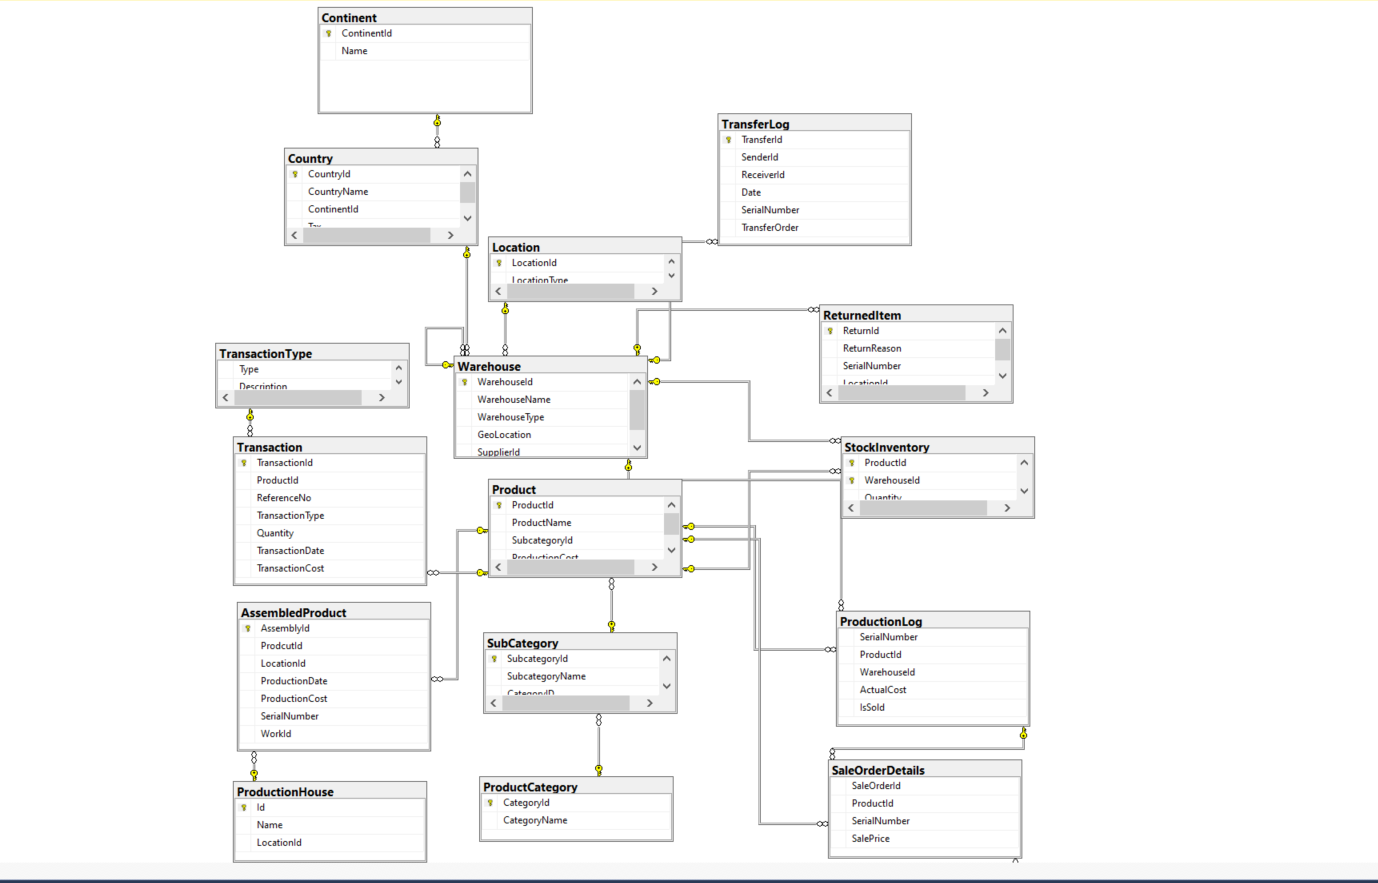 Continent
ContinentId
Name
Country
CountryId
CountryName
ContinentId
Tax
TransferLog
TransferId
SenderId
ReceiverId
Date
SerialNumber
TransferOrder
Location
LocationId
LocationType
ReturnedItem
ReturnId
ReturnReason
SerialNumber
LocationId
TransactionType
Type
Description
Warehouse
WarehouseId
WarehouseName
WarehouseType
GeoLocation
SupplierId
Transaction
TransactionId
ProductId
ReferenceNo
TransactionType
Quantity
TransactionDate
TransactionCost
StockInventory
ProductId
WarehouseId
Quantity
Product
ProductId
ProductName
SubcategoryId
ProductionCost
AssembledProduct
AssemblyId
ProdcutId
LocationId
ProductionDate
ProductionCost
SerialNumber
WorkId
SubCategory
SubcategoryId
SubcategoryName
CategoryID
ProductionLog
SerialNumber
ProductId
WarehouseId
ActualCost
IsSold
ProductionHouse
Id
Name
LocationId
ProductCategory
CategoryId
CategoryName
SaleOrderDetails
SaleOrderId
ProductId
SerialNumber
SalePrice